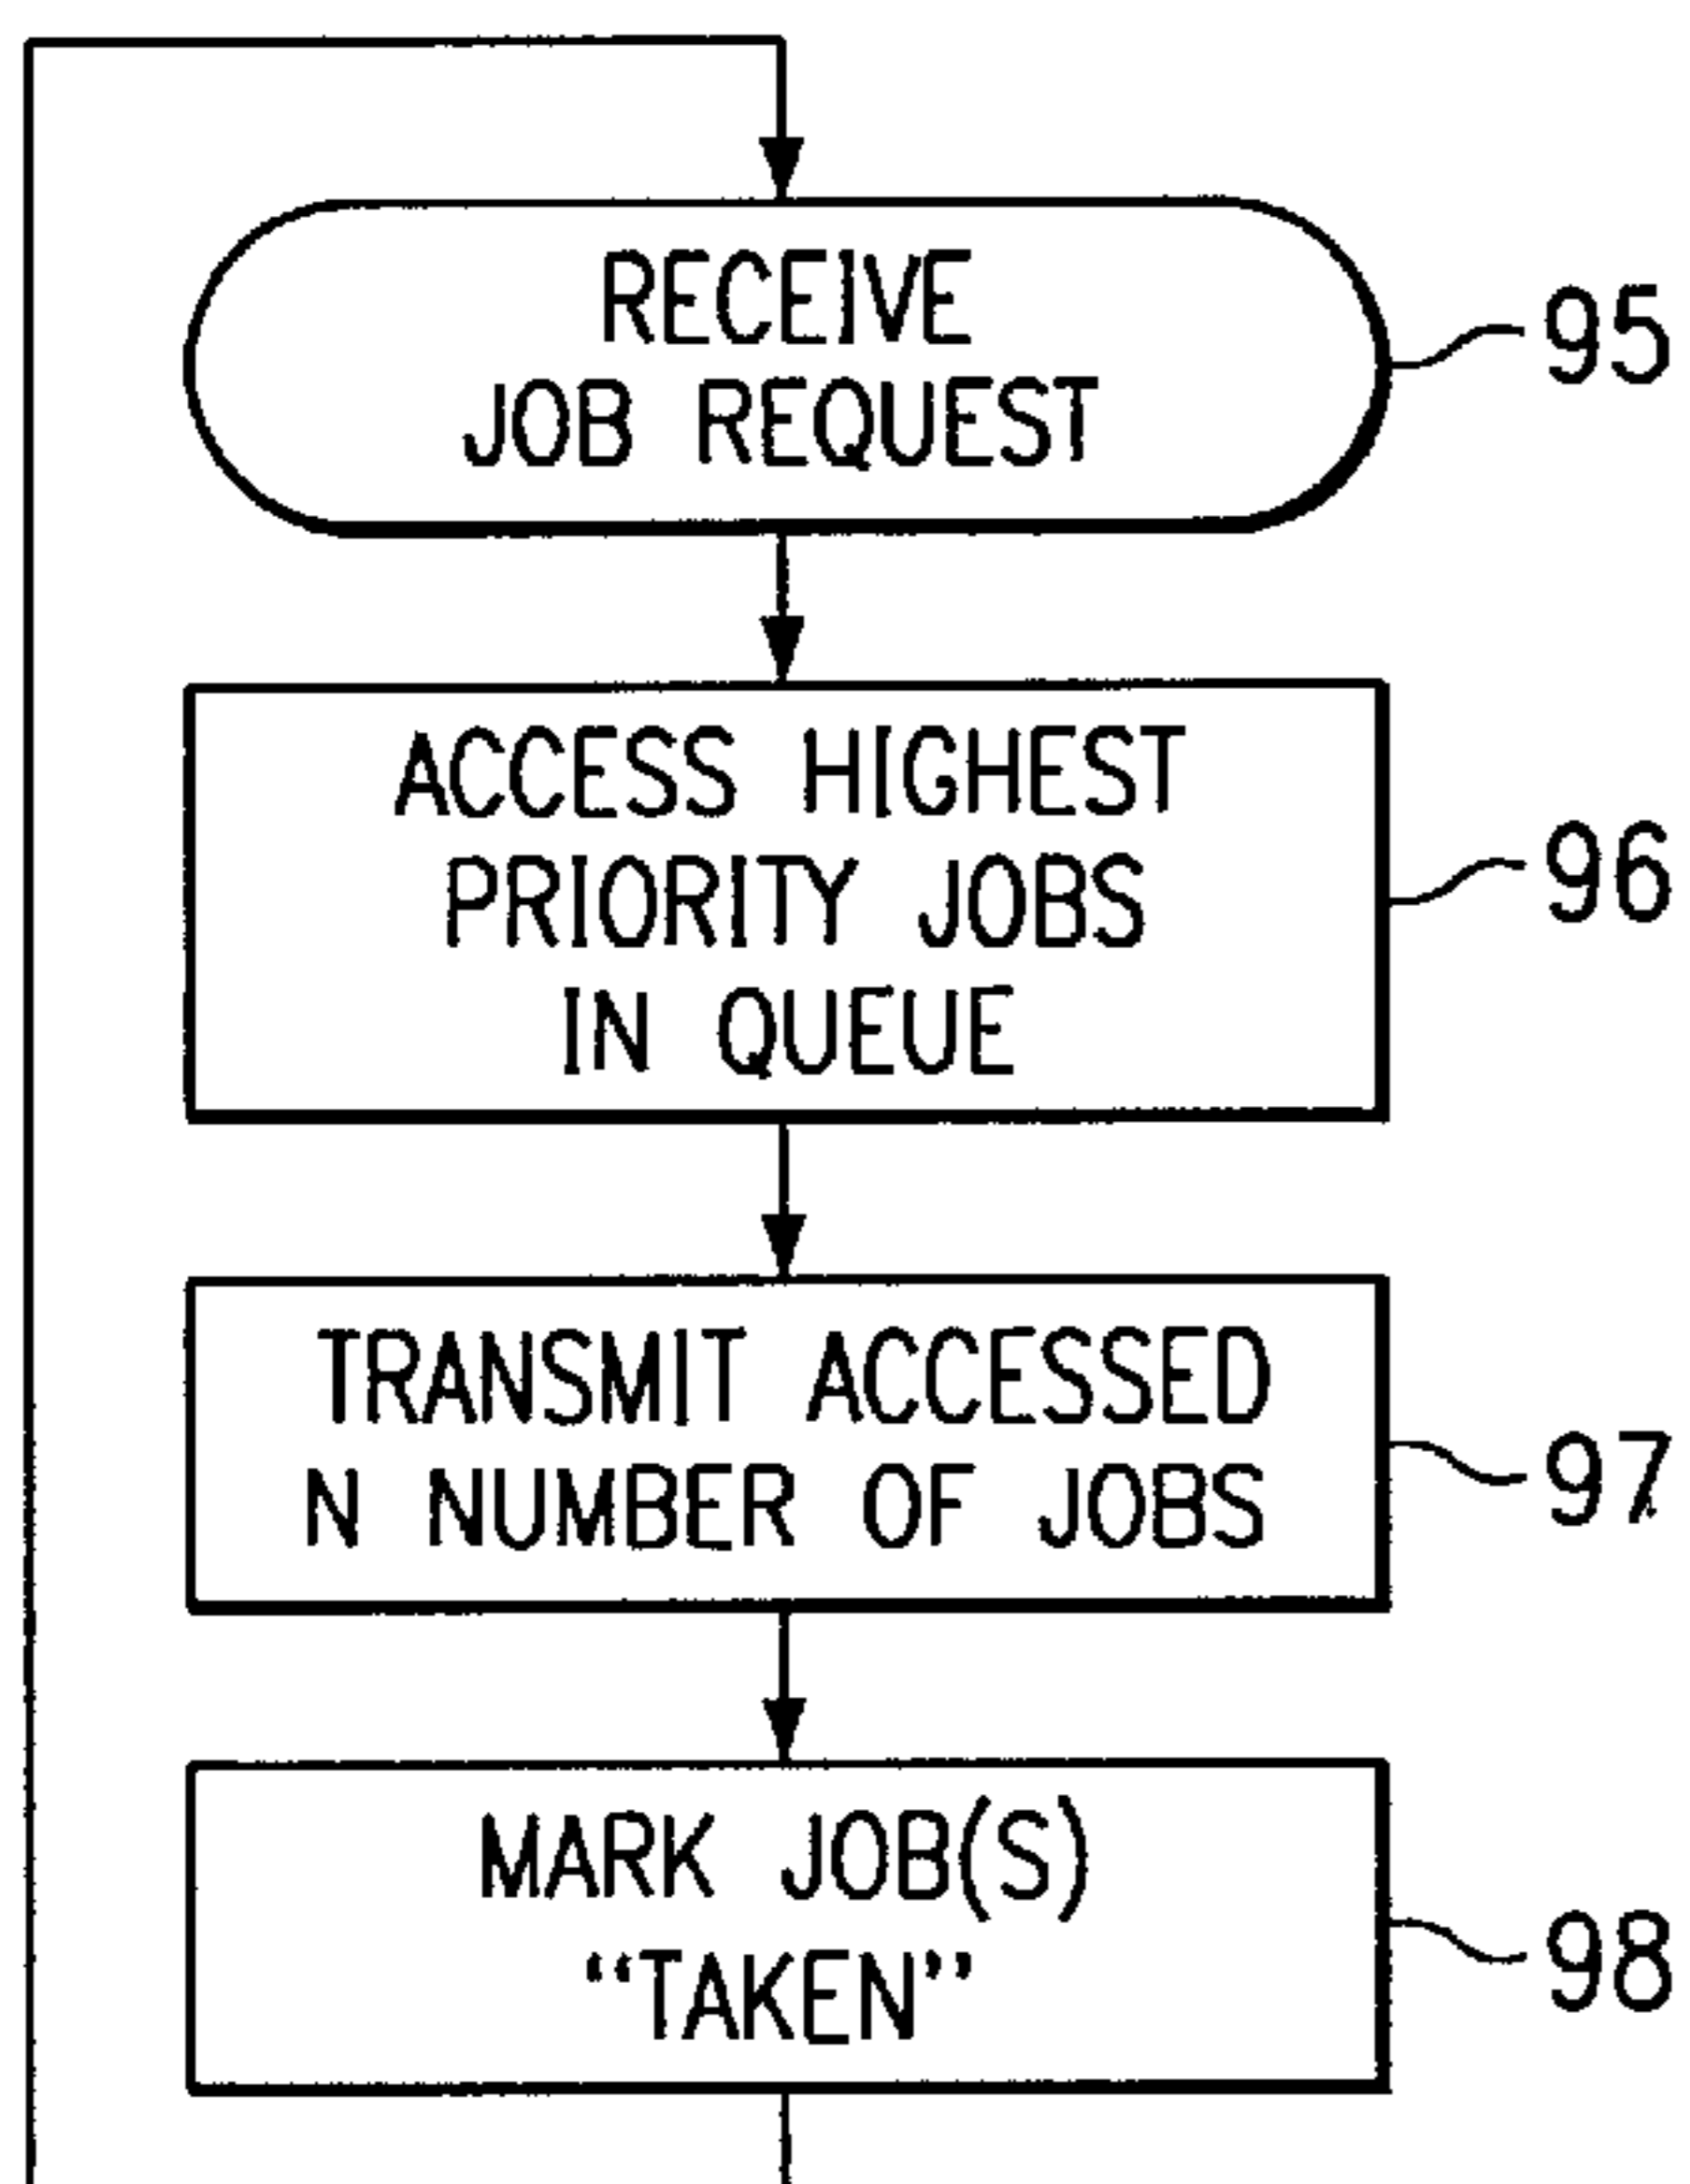 RECEIVE
JOB REQUEST
95
ACCESS HIGHEST
PRIORITY JOBS
IN QUEUE
96
TRANSMIT ACCESSED
N NUMBER OF JOBS
97
MARK JOB(S)
“TAKEN”
98